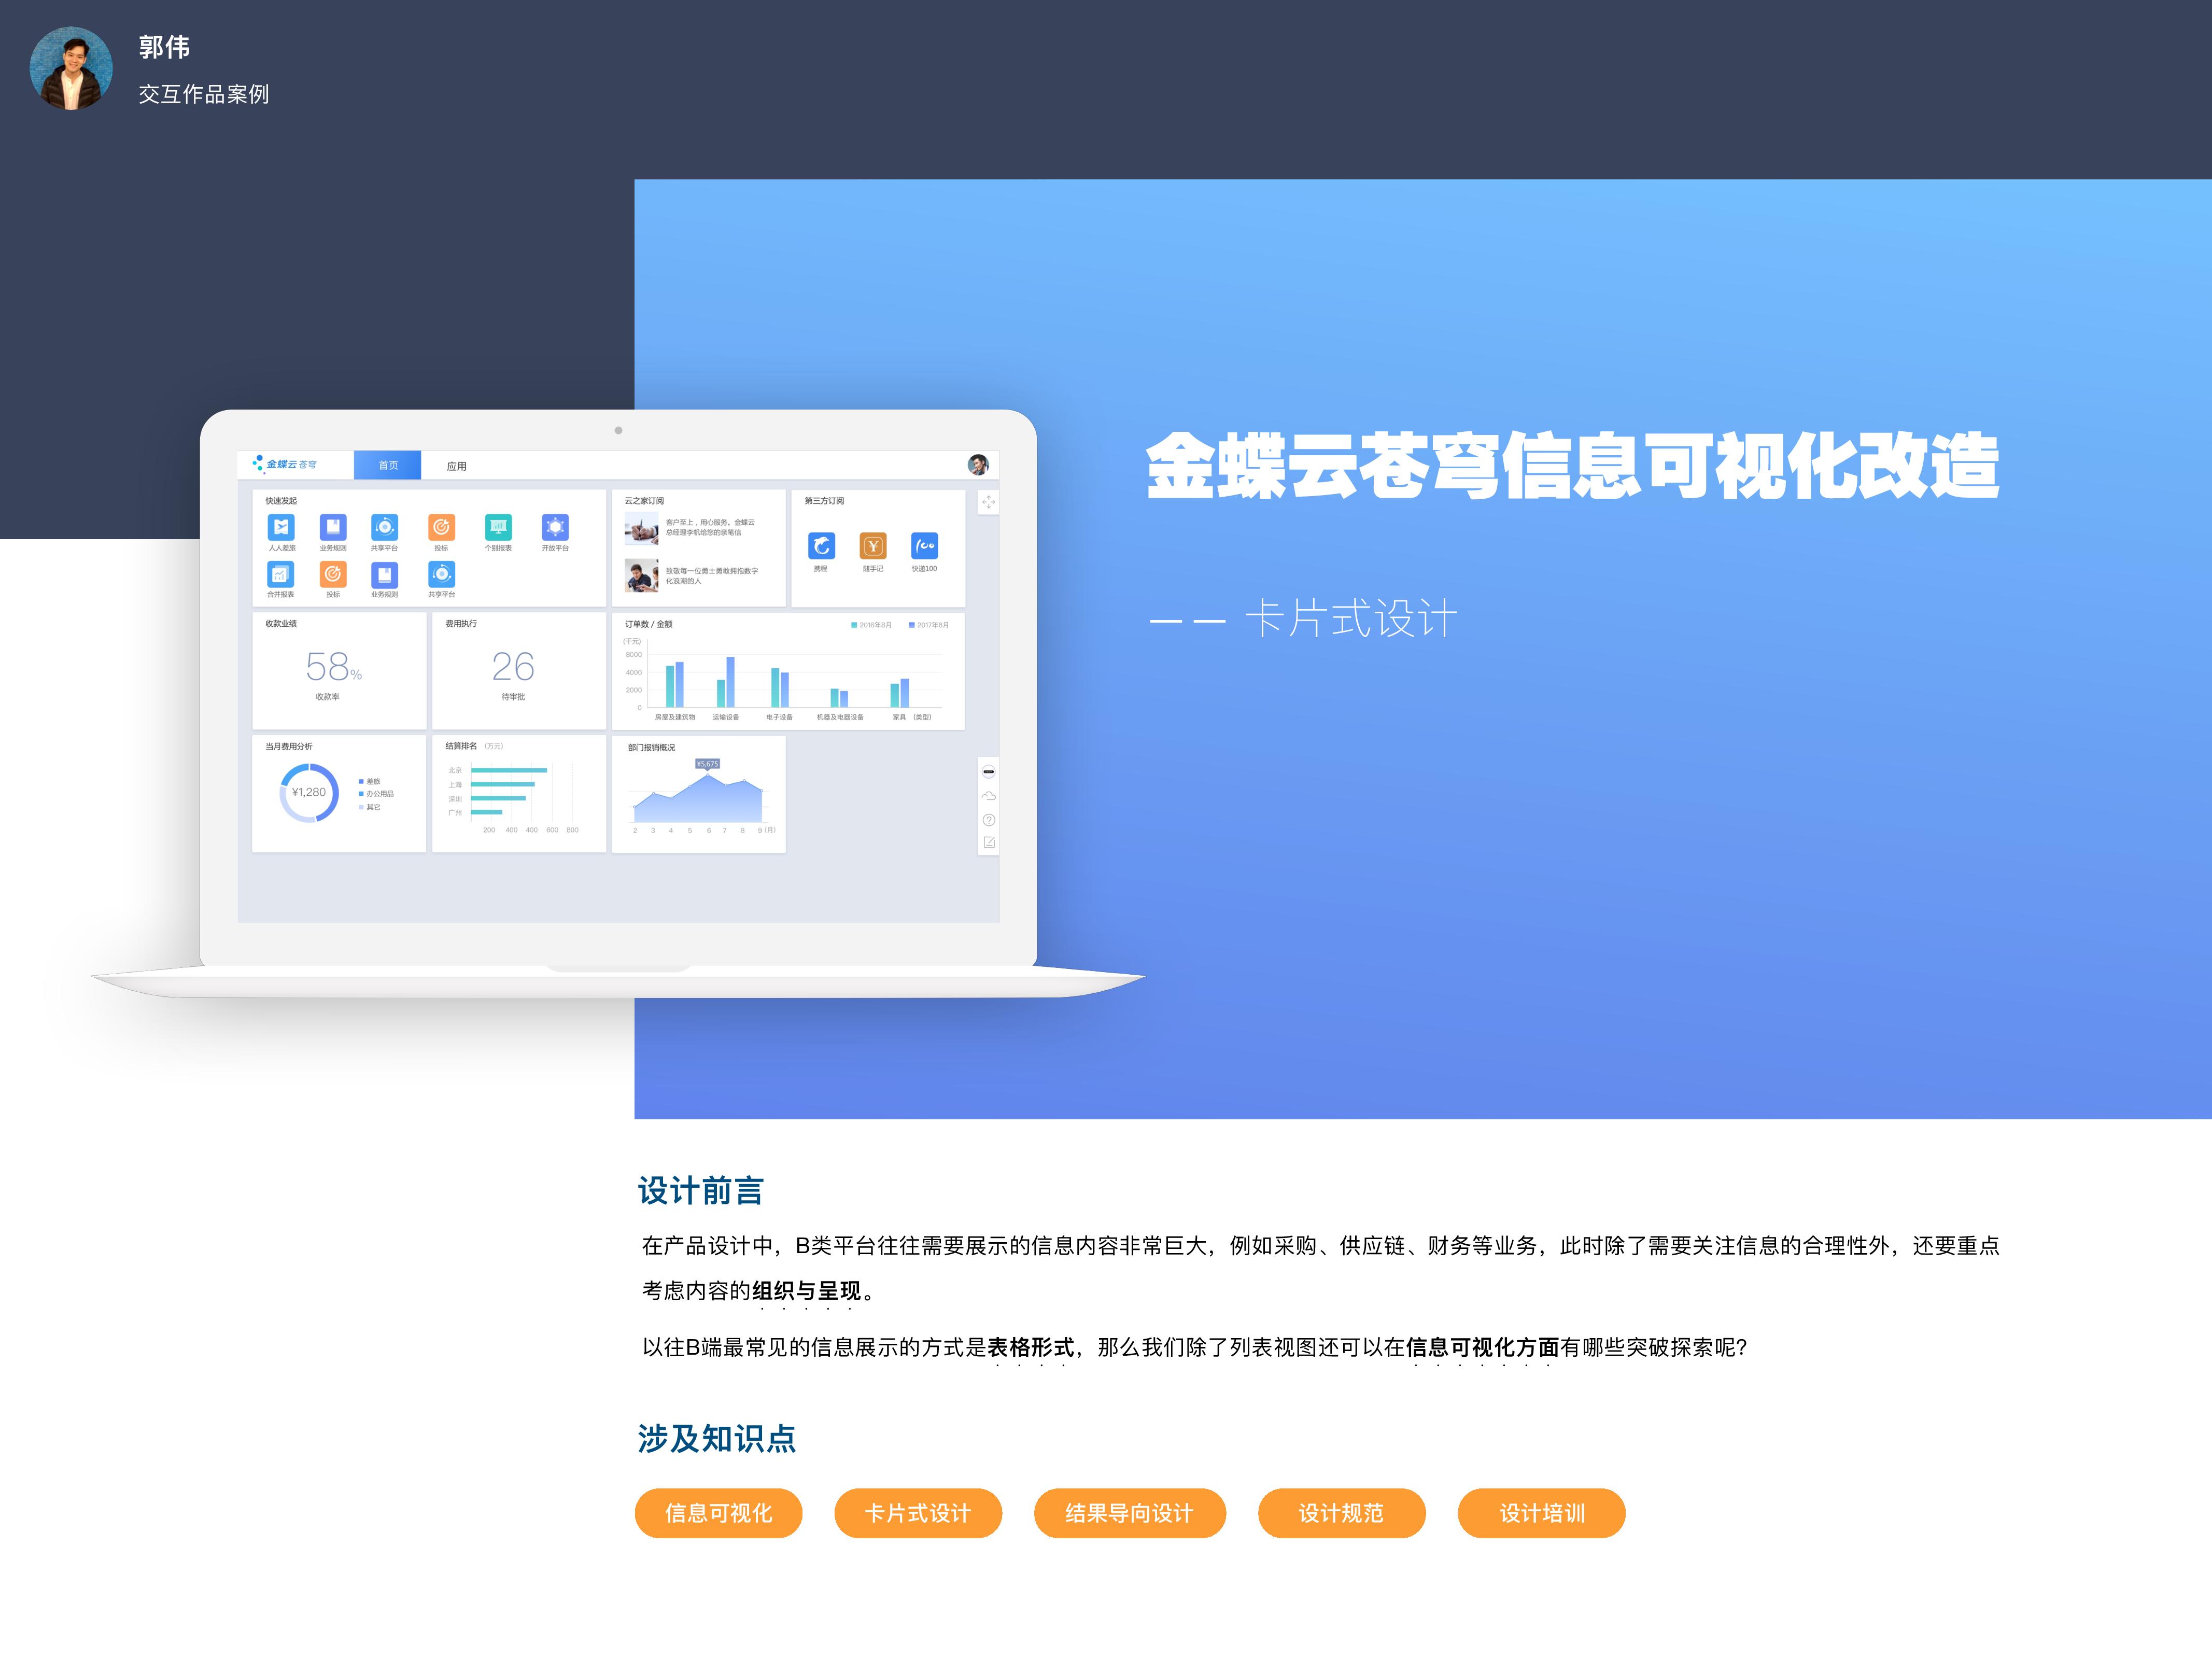 郭伟
交互作品案例
金蝶云苍穹信息可视化改造
—— 卡片式设计
金蝶云苍穹
首页
应用
快速发起
人人差旅
业务规则
共享平台
投标
个别报表
开放平台
合并报表
投标
业务规则
共享平台
云之家订阅
客户至上，用心服务，金蝶云
总经理李帆给您的亲笔信
致敬每一位勇士勇敢拥抱数字
化浪潮的人
第三方订阅
携程
随手记
快递100
收款业绩
58%
收款率
费用执行
26
待审批
订单数 / 金额
2016年8月
2017年8月
(千元)
8000
4000
2000
0
房屋及建筑物
运输设备
电子设备
机器及电器设备
家具
(类型)
当月费用分析
¥1,280
差旅
办公用品
其它
结算排名 (万元)
北京
上海
深圳
广州
200 400 400 600 800
部门报销概况
¥5,675
2 3 4 5 6 7 8 9 (月)
设计前言
在产品设计中，B类平台往往需要展示的信息内容非常巨大，例如采购、供应链、财务等业务，此时除了需要关注信息的合理性外，还要重点
考虑内容的组织与呈现。
以往B端最常见的信息展示的方式是表格形式，那么我们除了列表视图还可以在信息可视化方面有哪些突破探索呢？
涉及知识点
信息可视化
卡片式设计
结果导向设计
设计规范
设计培训